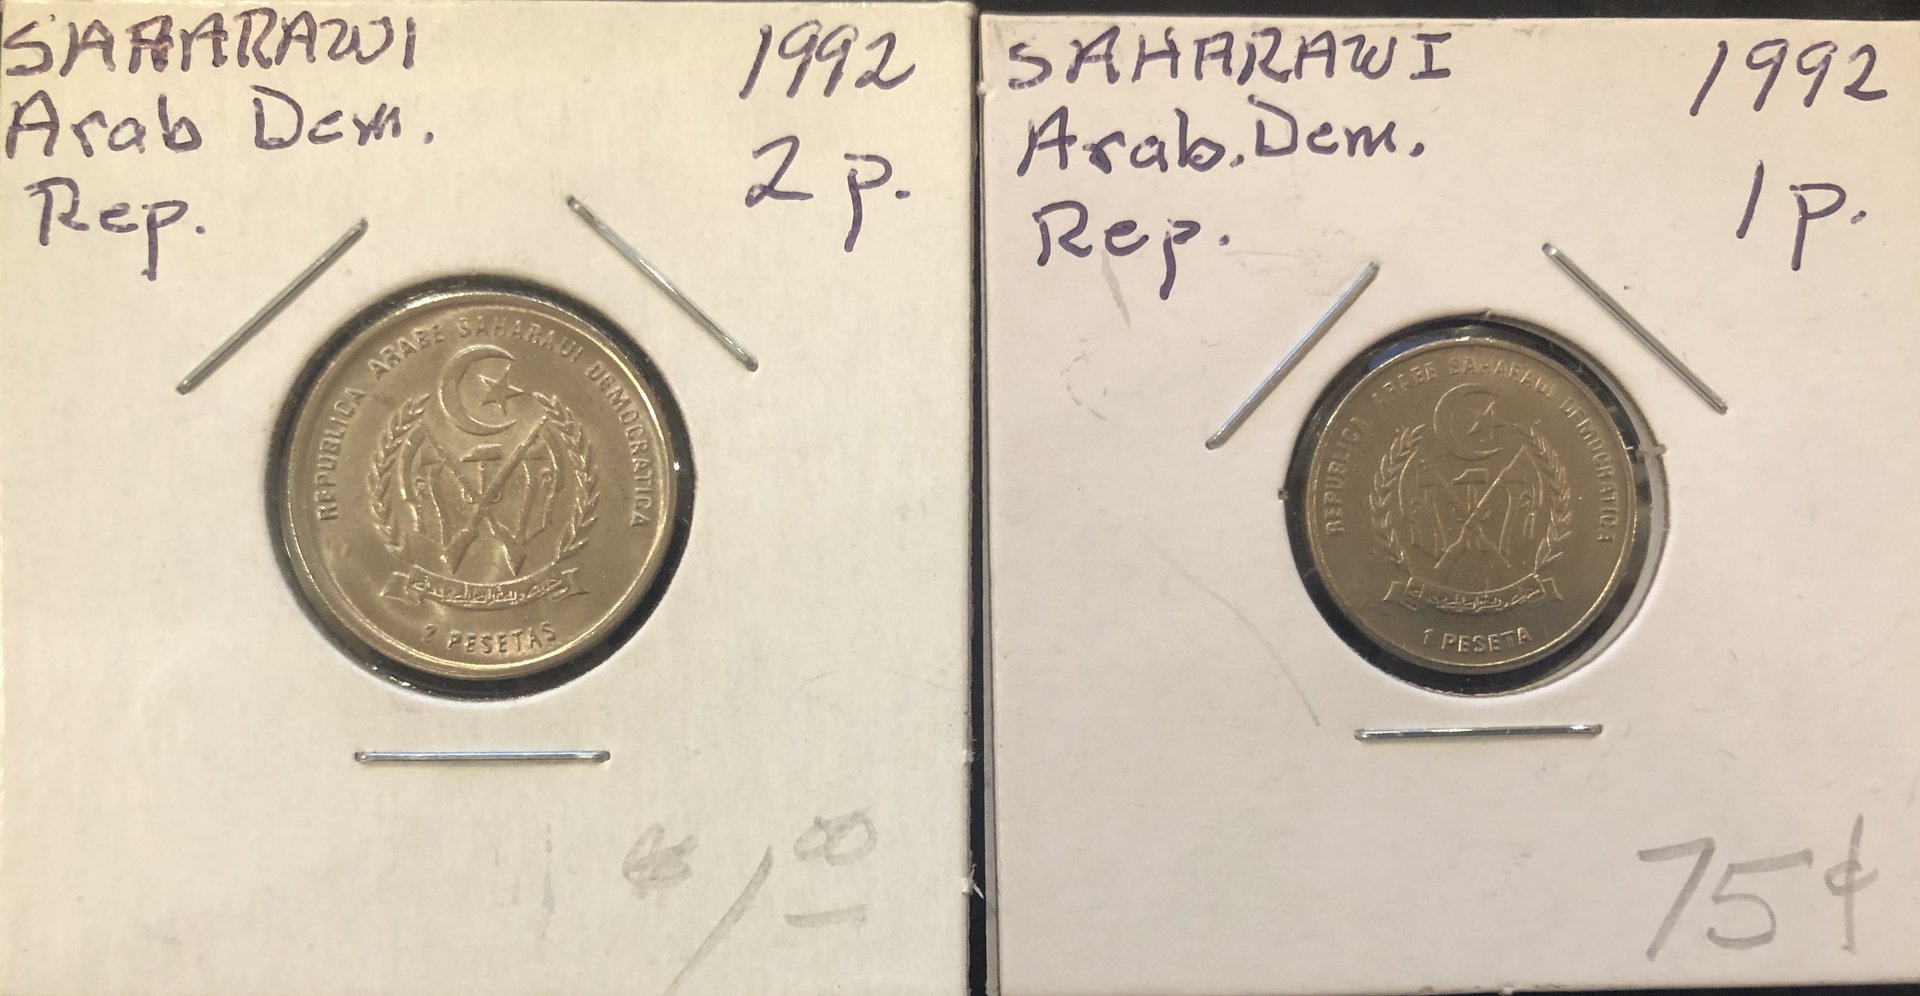 SAHARAWI
Arab Dem.
Rep.
1992
2 p.
REPUBLICA ARABE SAHARAUI DEMOCRATICA
2 PESETAS
$1.00
SAHARAWI
Arab. Dem.
Rep.
1992
1 p.
REPUBLICA ARABE SAHARAUI DEMOCRATICA
1 PESETA
75¢